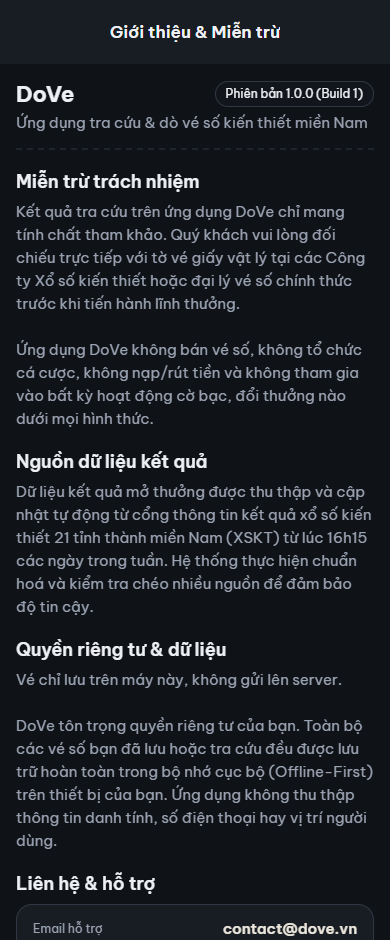 Giới thiệu & Miễn trừ
DoVe
Phiên bản 1.0.0 (Build 1)
Ứng dụng tra cứu & dò vé số kiến thiết miền Nam
Miễn trừ trách nhiệm
Kết quả tra cứu trên ứng dụng DoVe chỉ mang
tính chất tham khảo. Quý khách vui lòng đối
chiếu trực tiếp với tờ vé giấy vật lý tại các Công
ty Xổ số kiến thiết hoặc đại lý vé số chính thức
trước khi tiến hành lĩnh thưởng.
Ứng dụng DoVe không bán vé số, không tổ chức
cá cược, không nạp/rút tiền và không tham gia
vào bất kỳ hoạt động cờ bạc, đổi thưởng nào
dưới mọi hình thức.
Nguồn dữ liệu kết quả
Dữ liệu kết quả mở thưởng được thu thập và cập
nhật tự động từ cổng thông tin kết quả xổ số kiến
thiết 21 tỉnh thành miền Nam (XSKT) từ lúc 16h15
các ngày trong tuần. Hệ thống thực hiện chuẩn
hoá và kiểm tra chéo nhiều nguồn để đảm bảo
độ tin cậy.
Quyền riêng tư & dữ liệu
Vé chỉ lưu trên máy này, không gửi lên server.
DoVe tôn trọng quyền riêng tư của bạn. Toàn bộ
các vé số bạn đã lưu hoặc tra cứu đều được lưu
trữ hoàn toàn trong bộ nhớ cục bộ (Offline-First)
trên thiết bị của bạn. Ứng dụng không thu thập
thông tin danh tính, số điện thoại hay vị trí người
dùng.
Liên hệ & hỗ trợ
Email hỗ trợ
contact@dove.vn